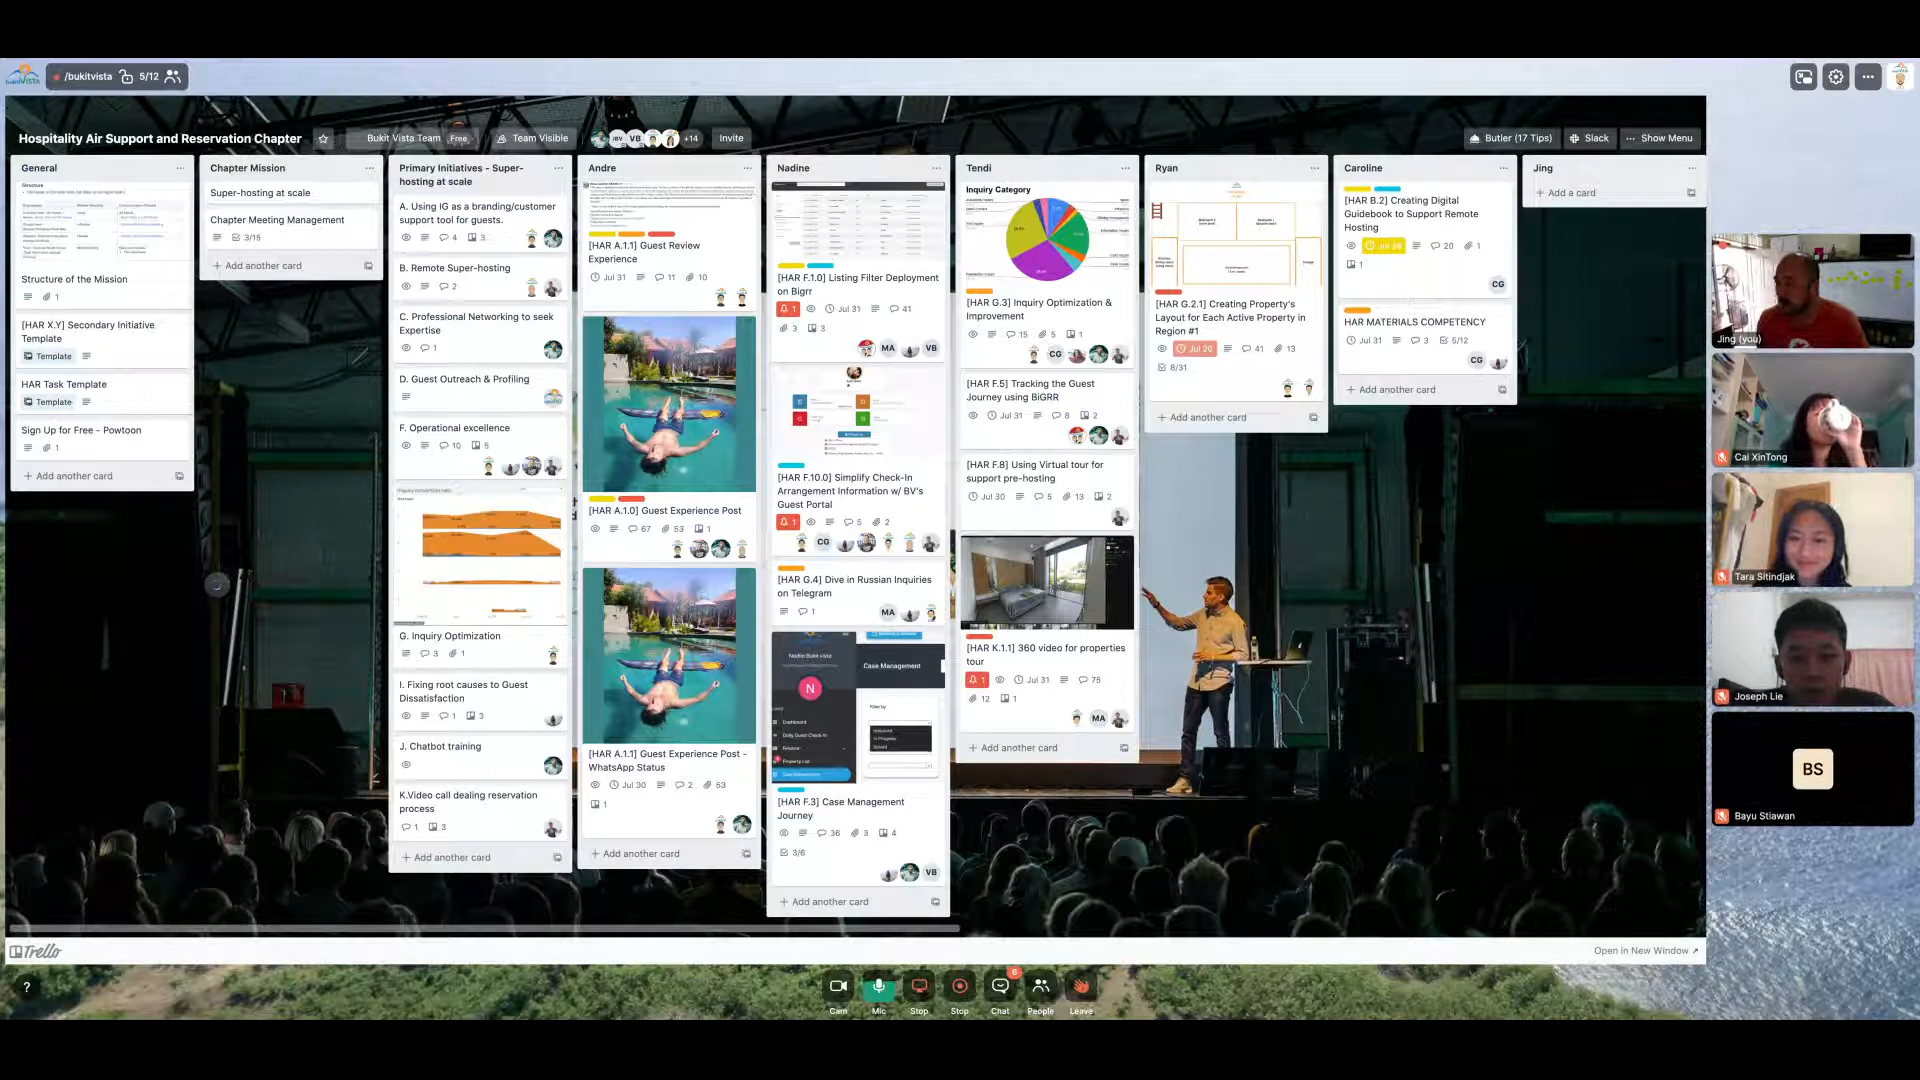 /bukitvista 5/12
Hospitality Air Support and Reservation Chapter
Bukit Vista Team Free
Team Visible
VB
+14
Invite
Butler (17 Tips)
Slack
Show Menu
General
Structure
Structure of the Mission
1
[HAR X.Y] Secondary Initiative
Template
Template
HAR Task Template
Template
Sign Up for Free - Powtoon
1
+ Add another card
Chapter Mission
Super-hosting at scale
Chapter Meeting Management
3/15
+ Add another card
Primary Initiatives - Super-
hosting at scale
A. Using IG as a branding/customer
support tool for guests.
4 3
B. Remote Super-hosting
2
C. Professional Networking to seek
Expertise
1
D. Guest Outreach & Profiling
F. Operational excellence
10 5
G. Inquiry Optimization
3 1
I. Fixing root causes to Guest
Dissatisfaction
1 3
J. Chatbot training
K.Video call dealing reservation
process
1 3
+ Add another card
Andre
[HAR A.1.1] Guest Review
Experience
Jul 31 11 10
[HAR A.1.0] Guest Experience Post
67 53 1
[HAR A.1.1] Guest Experience Post -
WhatsApp Status
Jul 30 2 53
1
+ Add another card
Nadine
[HAR F.1.0] Listing Filter Deployment
on Bigrr
1 Jul 31 41
3 3
MA VB
[HAR F.10.0] Simplify Check-In
Arrangement Information w/ BV's
Guest Portal
1 5 2
CG
[HAR G.4] Dive in Russian Inquiries
on Telegram
1
MA
Nadiie Bukit vista
N
Dashboard
Daily Guest Check-in
Finance
Property List
Case Management
Filter by
[HAR F.3] Case Management
Journey
36 3 4
3/6
VB
+ Add another card
Tendi
Inquiry Category
[HAR G.3] Inquiry Optimization &
Improvement
15 5 1
CG
[HAR F.5] Tracking the Guest
Journey using BiGRR
Jul 31 8 2
[HAR F.8] Using Virtual tour for
support pre-hosting
Jul 30 5 13 2
[HAR K.1.1] 360 video for properties
tour
1 Jul 31 75
12 1
MA
+ Add another card
Ryan
[HAR G.2.1] Creating Property's
Layout for Each Active Property in
Region #1
Jul 20 41 13
8/31
+ Add another card
Caroline
[HAR B.2] Creating Digital
Guidebook to Support Remote
Hosting
20 1
1
CG
HAR MATERIALS COMPETENCY
Jul 31 3 5/12
CG
+ Add another card
Jing
+ Add a card
Jing (you)
Cai XinTong
Tara Sitindjak
Joseph Lie
BS
Bayu Stiawan
Trello
Open in New Window
?
6
Cam
Mic
Stop
Stop
Chat
People
Leave